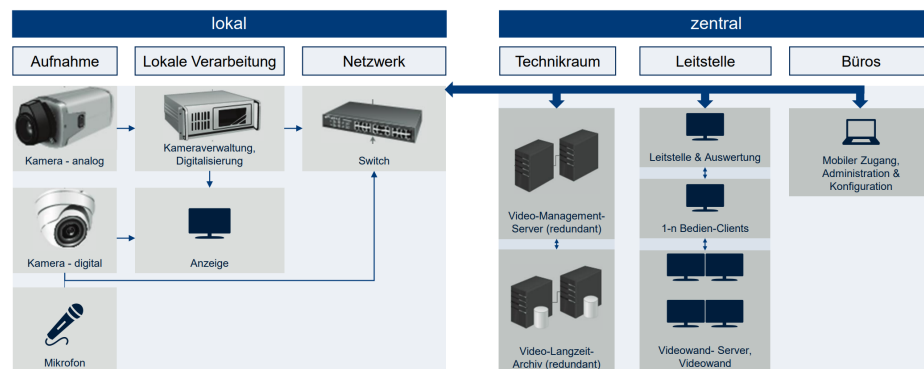 lokal
zentral
Aufnahme
Lokale Verarbeitung
Netzwerk
Technikraum
Leitstelle
Büros
Kamera - analog
Kameraverwaltung,
Digitalisierung
Switch
Kamera - digital
Anzeige
Mikrofon
Video-Management-
Server (redundant)
Video-Langzeit-
Archiv (redundant)
Leitstelle & Auswertung
1-n Bedien-Clients
Videowand- Server,
Videowand
Mobiler Zugang,
Administration &
Konfiguration